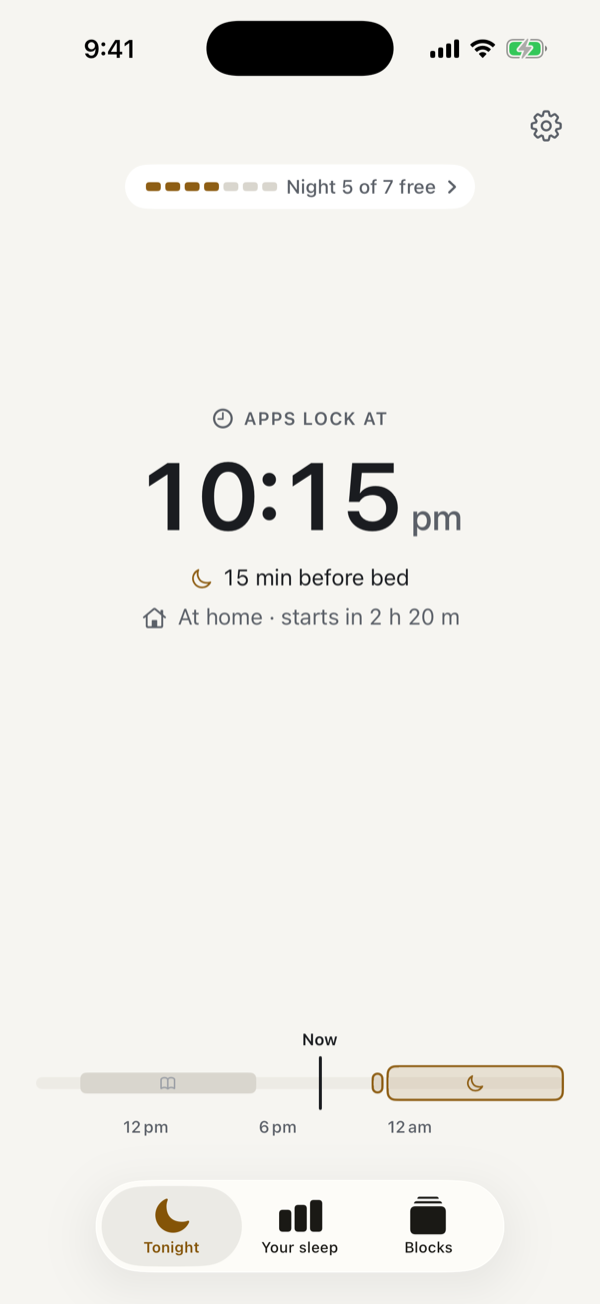 9:41
Night 5 of 7 free
APPS LOCK AT
10:15 pm
15 min before bed
At home · starts in 2 h 20 m
Now
12 pm 6 pm 12 am
Tonight Your sleep Blocks